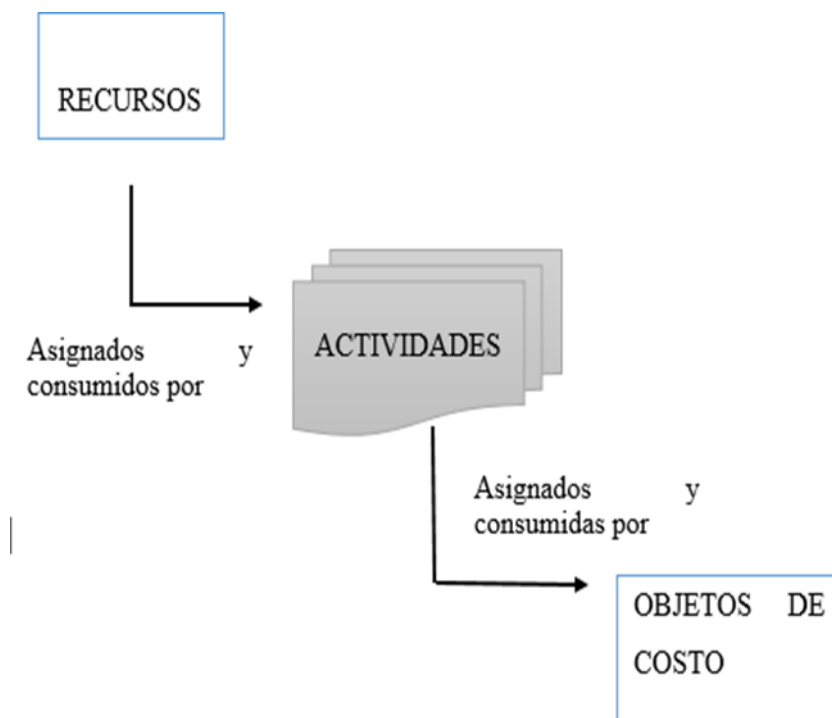 RECURSOS
Asignados y
consumidos por
ACTIVIDADES
Asignados y
consumidas por
OBJETOS DE
COSTO